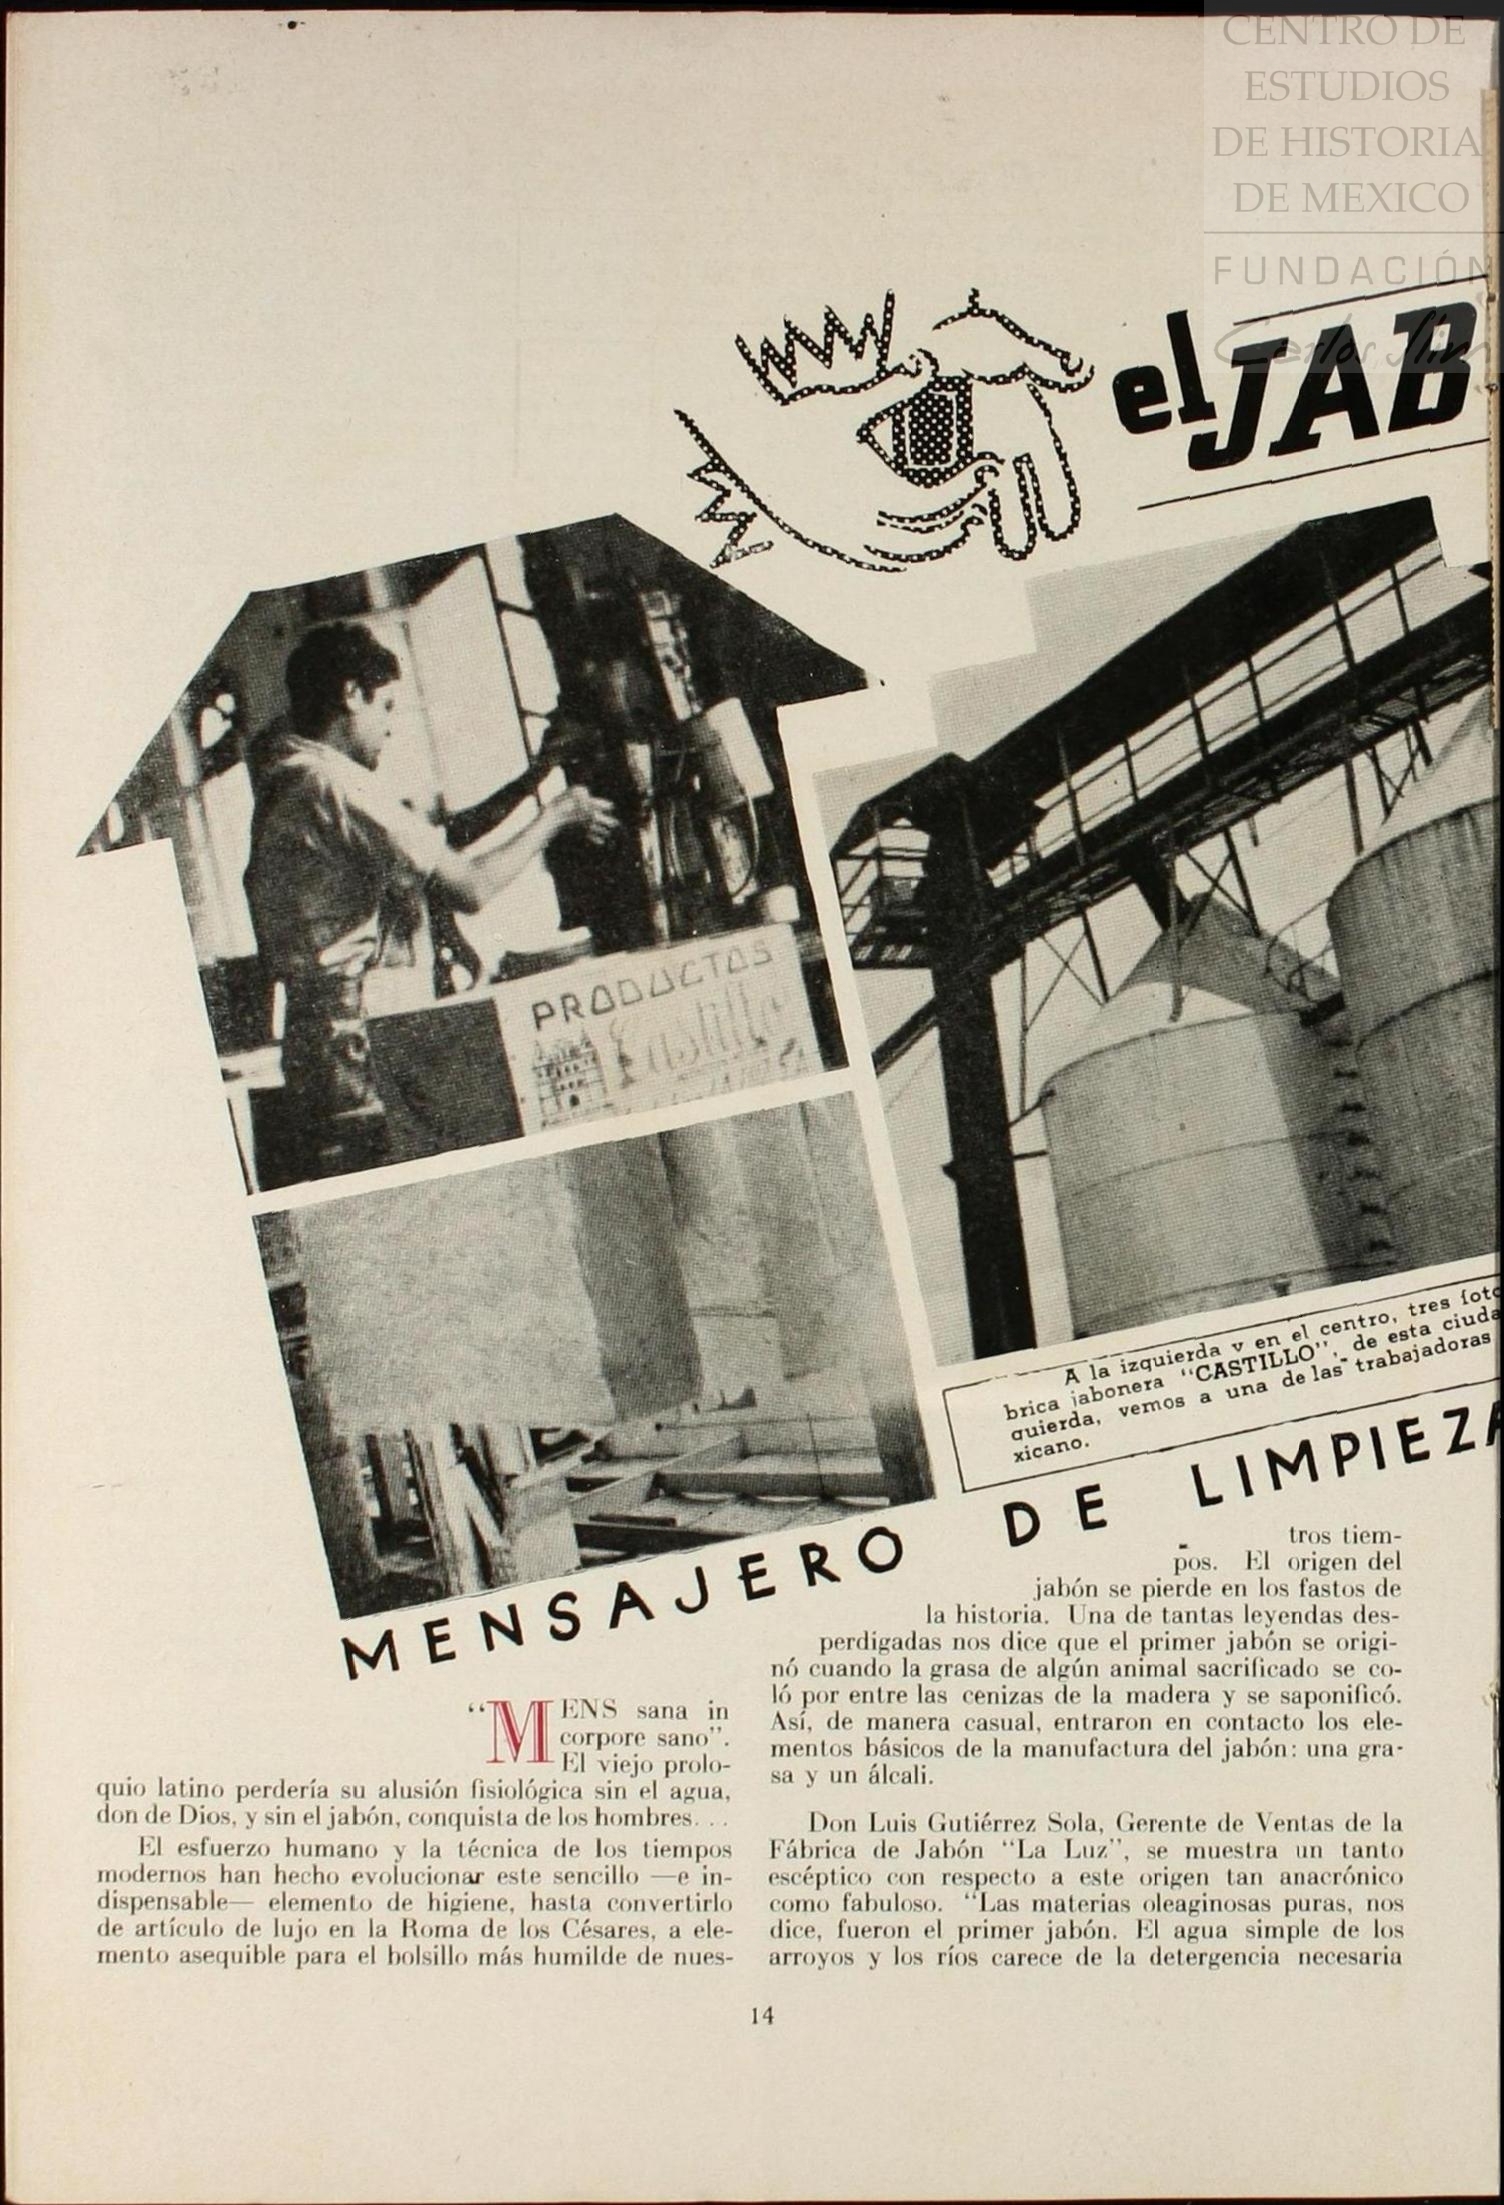 CENTRO DE
ESTUDIOS
DE HISTORIA
DE MEXICO
FUNDACIÓN
Carlos Slim
el JAB
PRODUCTOS
Castillo
A la izquierda v en el centro, tres foto
brica jabonera "CASTILLO", de esta ciuda
quierda, vemos a una de las trabajadoras
xicano.
MENSAJERO DE LIMPIEZA
"MENS sana in
corpore sano".
El viejo prolo-
quio latino perdería su alusión fisiológica sin el agua,
don de Dios, y sin el jabón, conquista de los hombres. . .
El esfuerzo humano y la técnica de los tiempos
modernos han hecho evolucionar este sencillo —e in-
dispensable— elemento de higiene, hasta convertirlo
de artículo de lujo en la Roma de los Césares, a ele-
mento asequible para el bolsillo más humilde de nues-
tros tiem-
pos. El origen del
jabón se pierde en los fastos de
la historia. Una de tantas leyendas des-
perdigadas nos dice que el primer jabón se origi-
nó cuando la grasa de algún animal sacrificado se co-
ló por entre las cenizas de la madera y se saponificó.
Así, de manera casual, entraron en contacto los ele-
mentos básicos de la manufactura del jabón: una gra-
sa y un álcali.
Don Luis Gutiérrez Sola, Gerente de Ventas de la
Fábrica de Jabón "La Luz", se muestra un tanto
escéptico con respecto a este origen tan anacrónico
como fabuloso. "Las materias oleaginosas puras, nos
dice, fueron el primer jabón. El agua simple de los
arroyos y los ríos carece de la detergencia necesaria
14